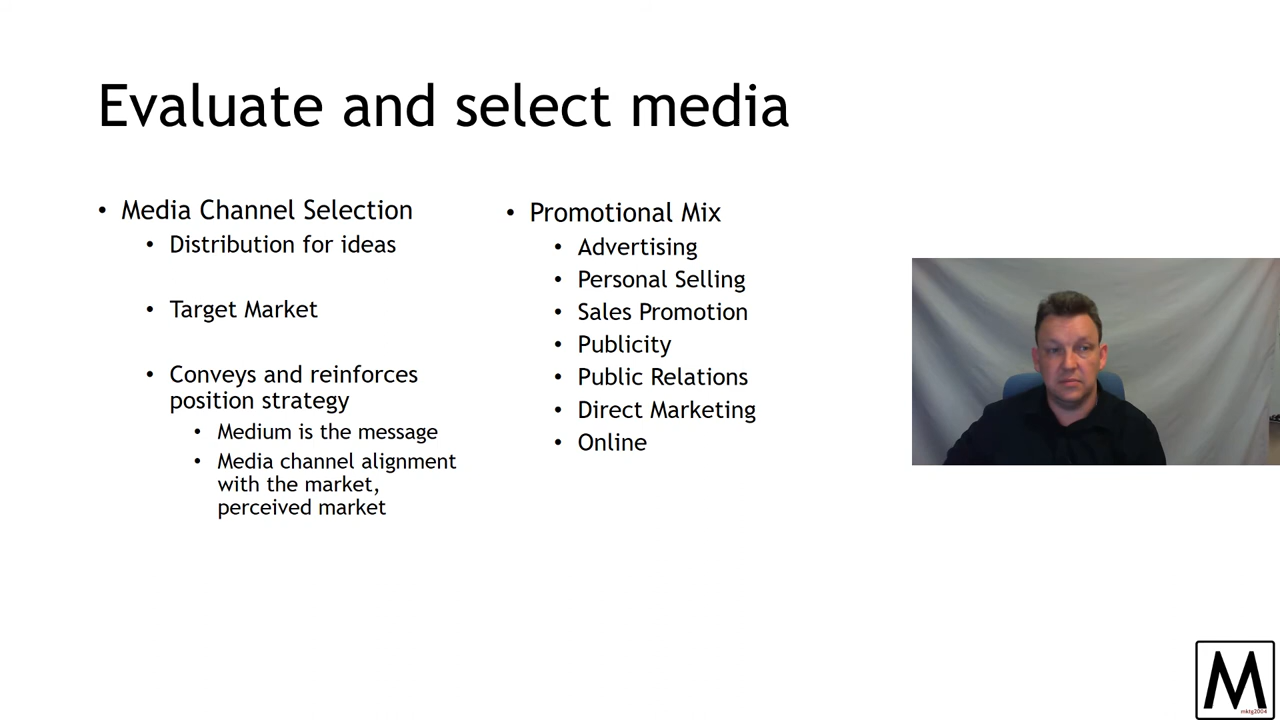 Evaluate and select media
• Media Channel Selection
• Distribution for ideas
• Target Market
• Conveys and reinforces
position strategy
• Medium is the message
• Media channel alignment
with the market,
perceived market
• Promotional Mix
• Advertising
• Personal Selling
• Sales Promotion
• Publicity
• Public Relations
• Direct Marketing
• Online
M
mktg2004